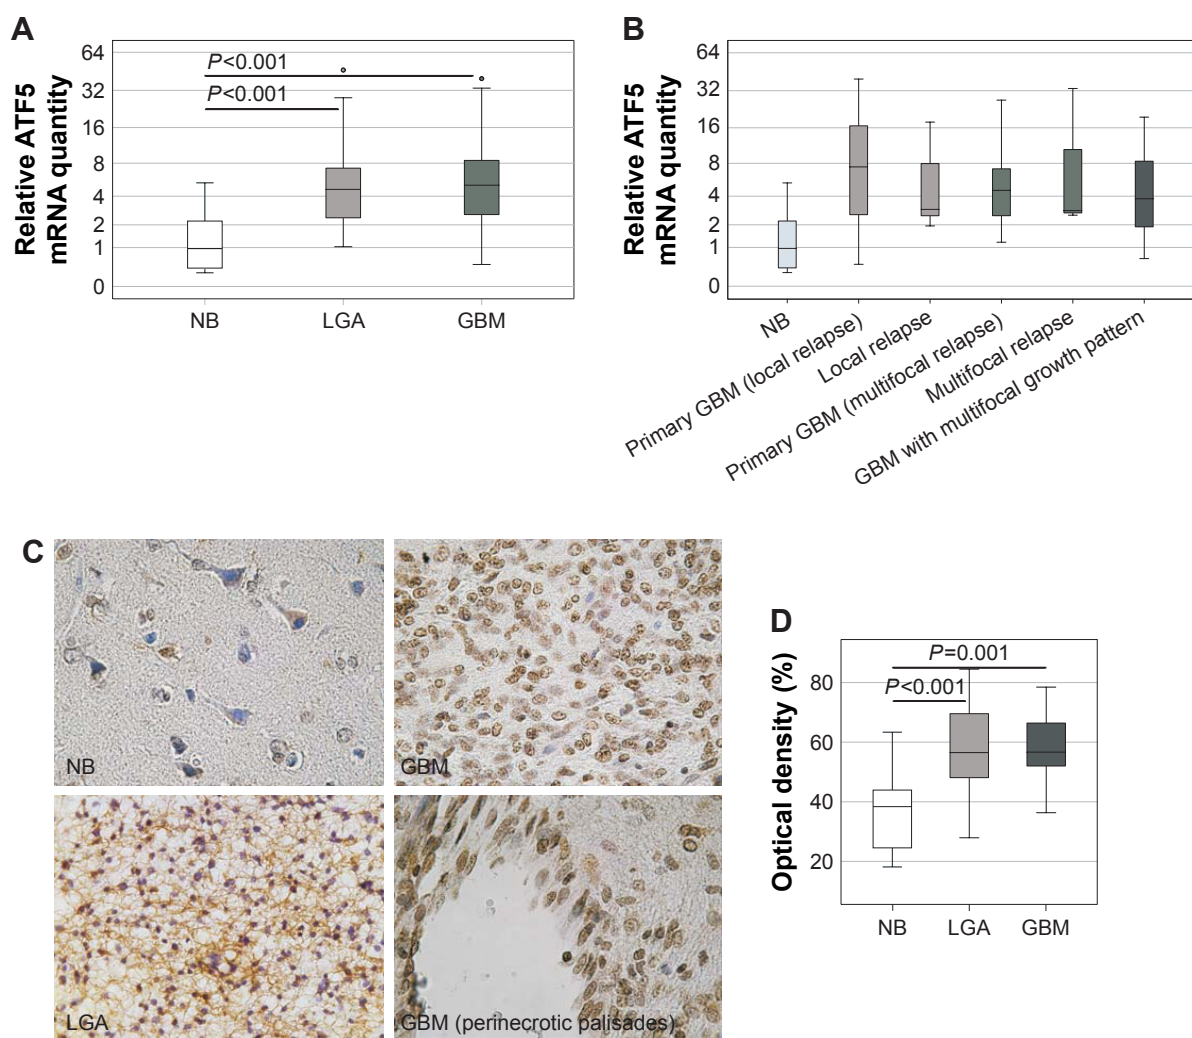 A
Relative ATF5
mRNA quantity
64
32
16
8
4
2
1
0
P<0.001
P<0.001
NB
LGA
GBM
B
Relative ATF5
mRNA quantity
64
32
16
8
4
2
1
0
NB
Primary GBM (local relapse)
Local relapse
Primary GBM (multifocal relapse)
Multifocal relapse
GBM with multifocal growth pattern
C
NB
GBM
LGA
GBM (perinecrotic palisades)
D
Optical density (%)
80
60
40
20
P=0.001
P<0.001
NB
LGA
GBM